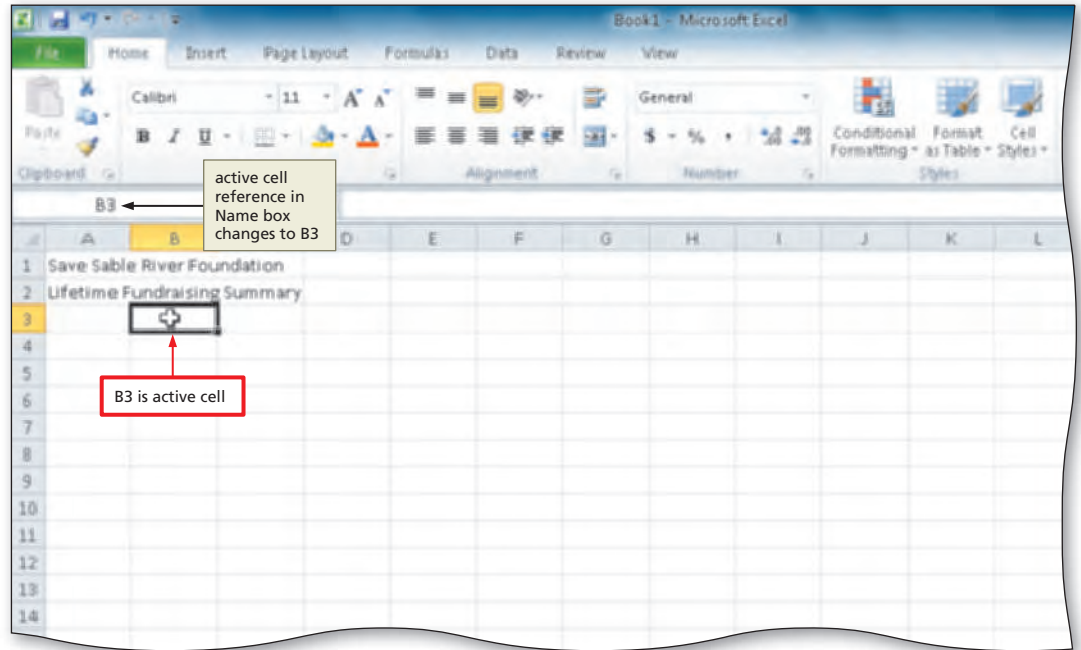 Book1 - Microsoft Excel
File Home Insert Page Layout Formulas Data Review View
Calibri 11 A A General
Paste B I U A $ % , .00 Conditional Formatting Format as Table Cell Styles
Clipboard Alignment Number Styles
B3
active cell
reference in
Name box
changes to B3
A B D E F G H I J K L
1 Save Sable River Foundation
2 Lifetime Fundraising Summary
3
4
5
B3 is active cell
6
7
8
9
10
11
12
13
14